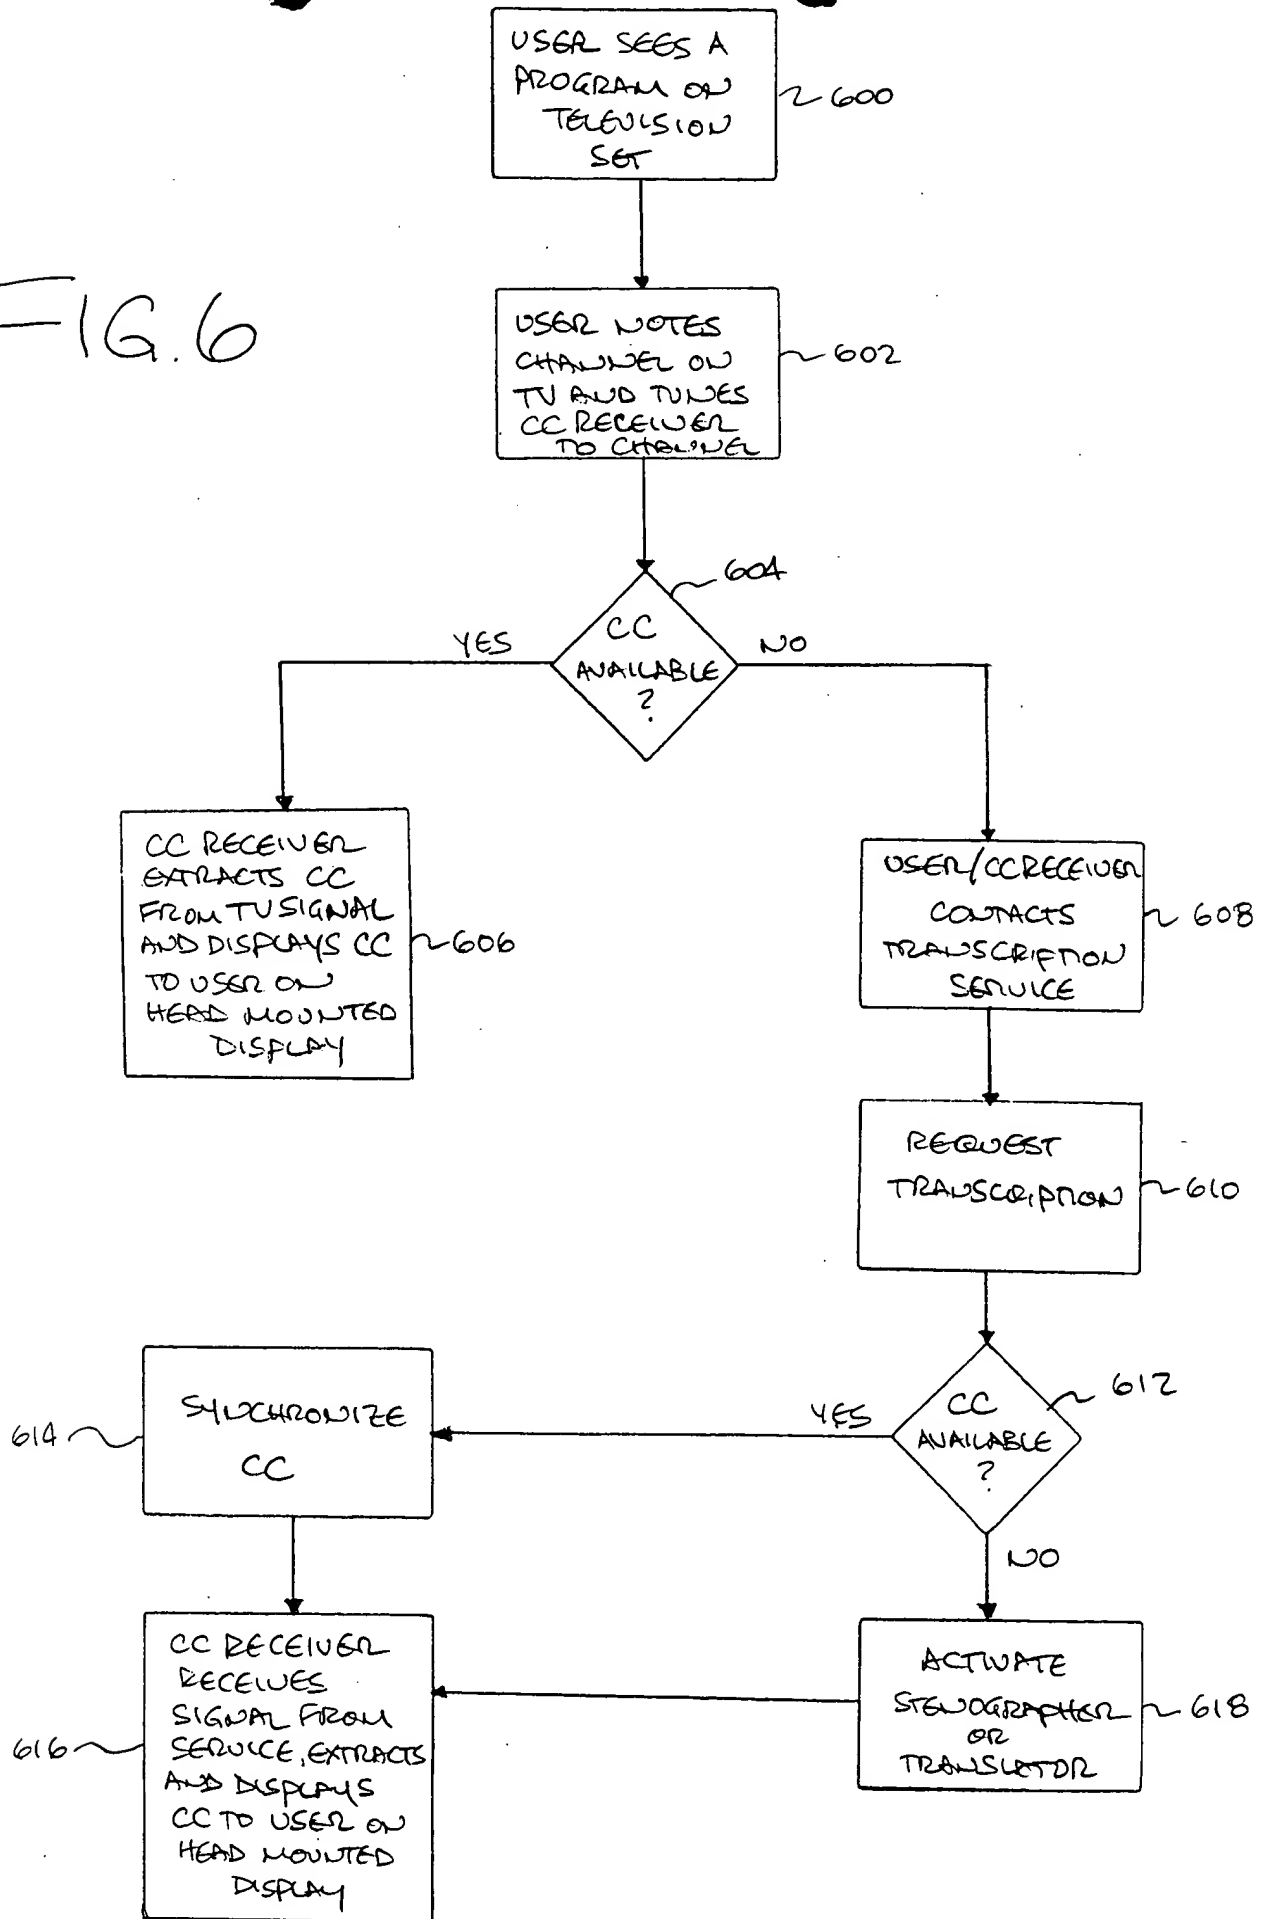 USER SEES A
PROGRAM ON
TELEVISION
SET
600
FIG. 6
USER NOTES
CHANNEL ON
TV AND TUNES
CC RECEIVER
TO CHANNEL
602
604
CC
AVAILABLE
?
YES
NO
CC RECEIVER
EXTRACTS CC
FROM TV SIGNAL
AND DISPLAYS CC
TO USER ON
HEAD MOUNTED
DISPLAY
606
USER/CC RECEIVER
CONTACTS
TRANSCRIPTION
SERVICE
608
REQUEST
TRANSCRIPTION
610
612
CC
AVAILABLE
?
YES
NO
SYNCHRONIZE
CC
614
CC RECEIVER
RECEIVES
SIGNAL FROM
SERVICE, EXTRACTS
AND DISPLAYS
CC TO USER ON
HEAD MOUNTED
DISPLAY
616
ACTIVATE
STENOGRAPHER
OR
TRANSLATOR
618